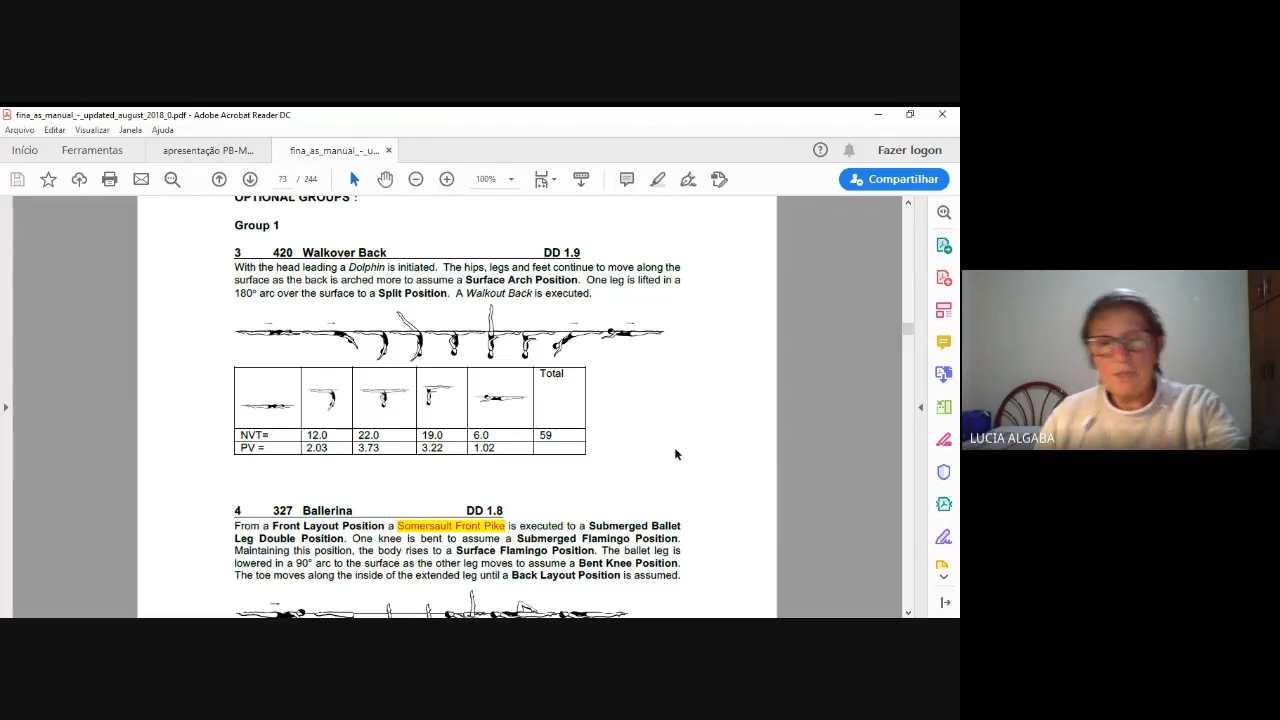 fina_as_manual_-_updated_august_2018_0.pdf - Adobe Acrobat Reader DC
Arquivo Editar Visualizar Janela Ajuda
Início Ferramentas apresentação PB-M... fina_as_manual_-_u... ×
Fazer logon
73 / 244 100% Compartilhar
OPTIONAL GROUPS :
Group 1
3 420 Walkover Back DD 1.9
With the head leading a Dolphin is initiated. The hips, legs and feet continue to move along the
surface as the back is arched more to assume a Surface Arch Position. One leg is lifted in a
180° arc over the surface to a Split Position. A Walkout Back is executed.
Total
NVT= 12.0 22.0 19.0 6.0 59
PV = 2.03 3.73 3.22 1.02
4 327 Ballerina DD 1.8
From a Front Layout Position a Somersault Front Pike is executed to a Submerged Ballet
Leg Double Position. One knee is bent to assume a Submerged Flamingo Position.
Maintaining this position, the body rises to a Surface Flamingo Position. The ballet leg is
lowered in a 90° arc to the surface as the other leg moves to assume a Bent Knee Position.
The toe moves along the inside of the extended leg until a Back Layout Position is assumed.
LUCIA ALGABA